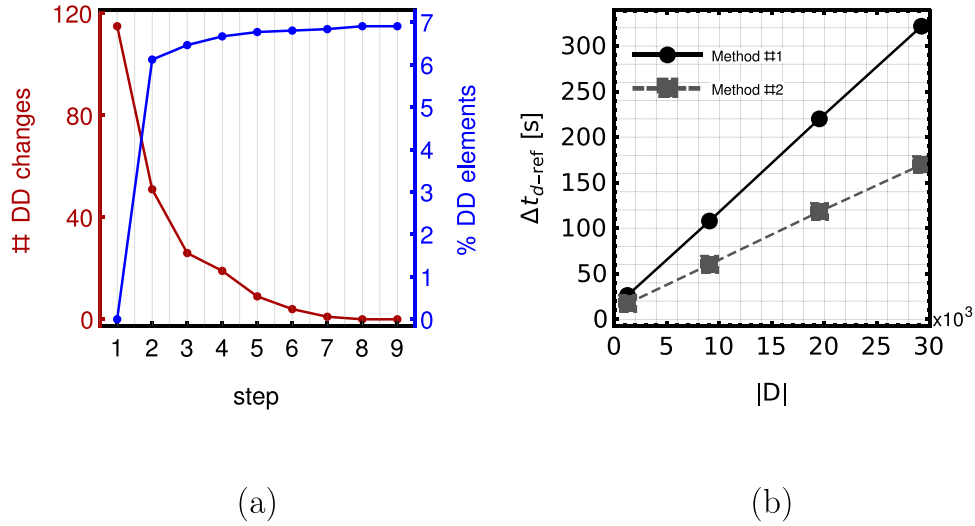 120
80
40
0
# DD changes
7
6
5
4
3
2
1
0
% DD elements
1 2 3 4 5 6 7 8 9
step
(a)
300
250
200
150
100
50
0
Δt_{d−ref} [s]
Method #1
Method #2
x10³
0 5 10 15 20 25 30
|D|
(b)